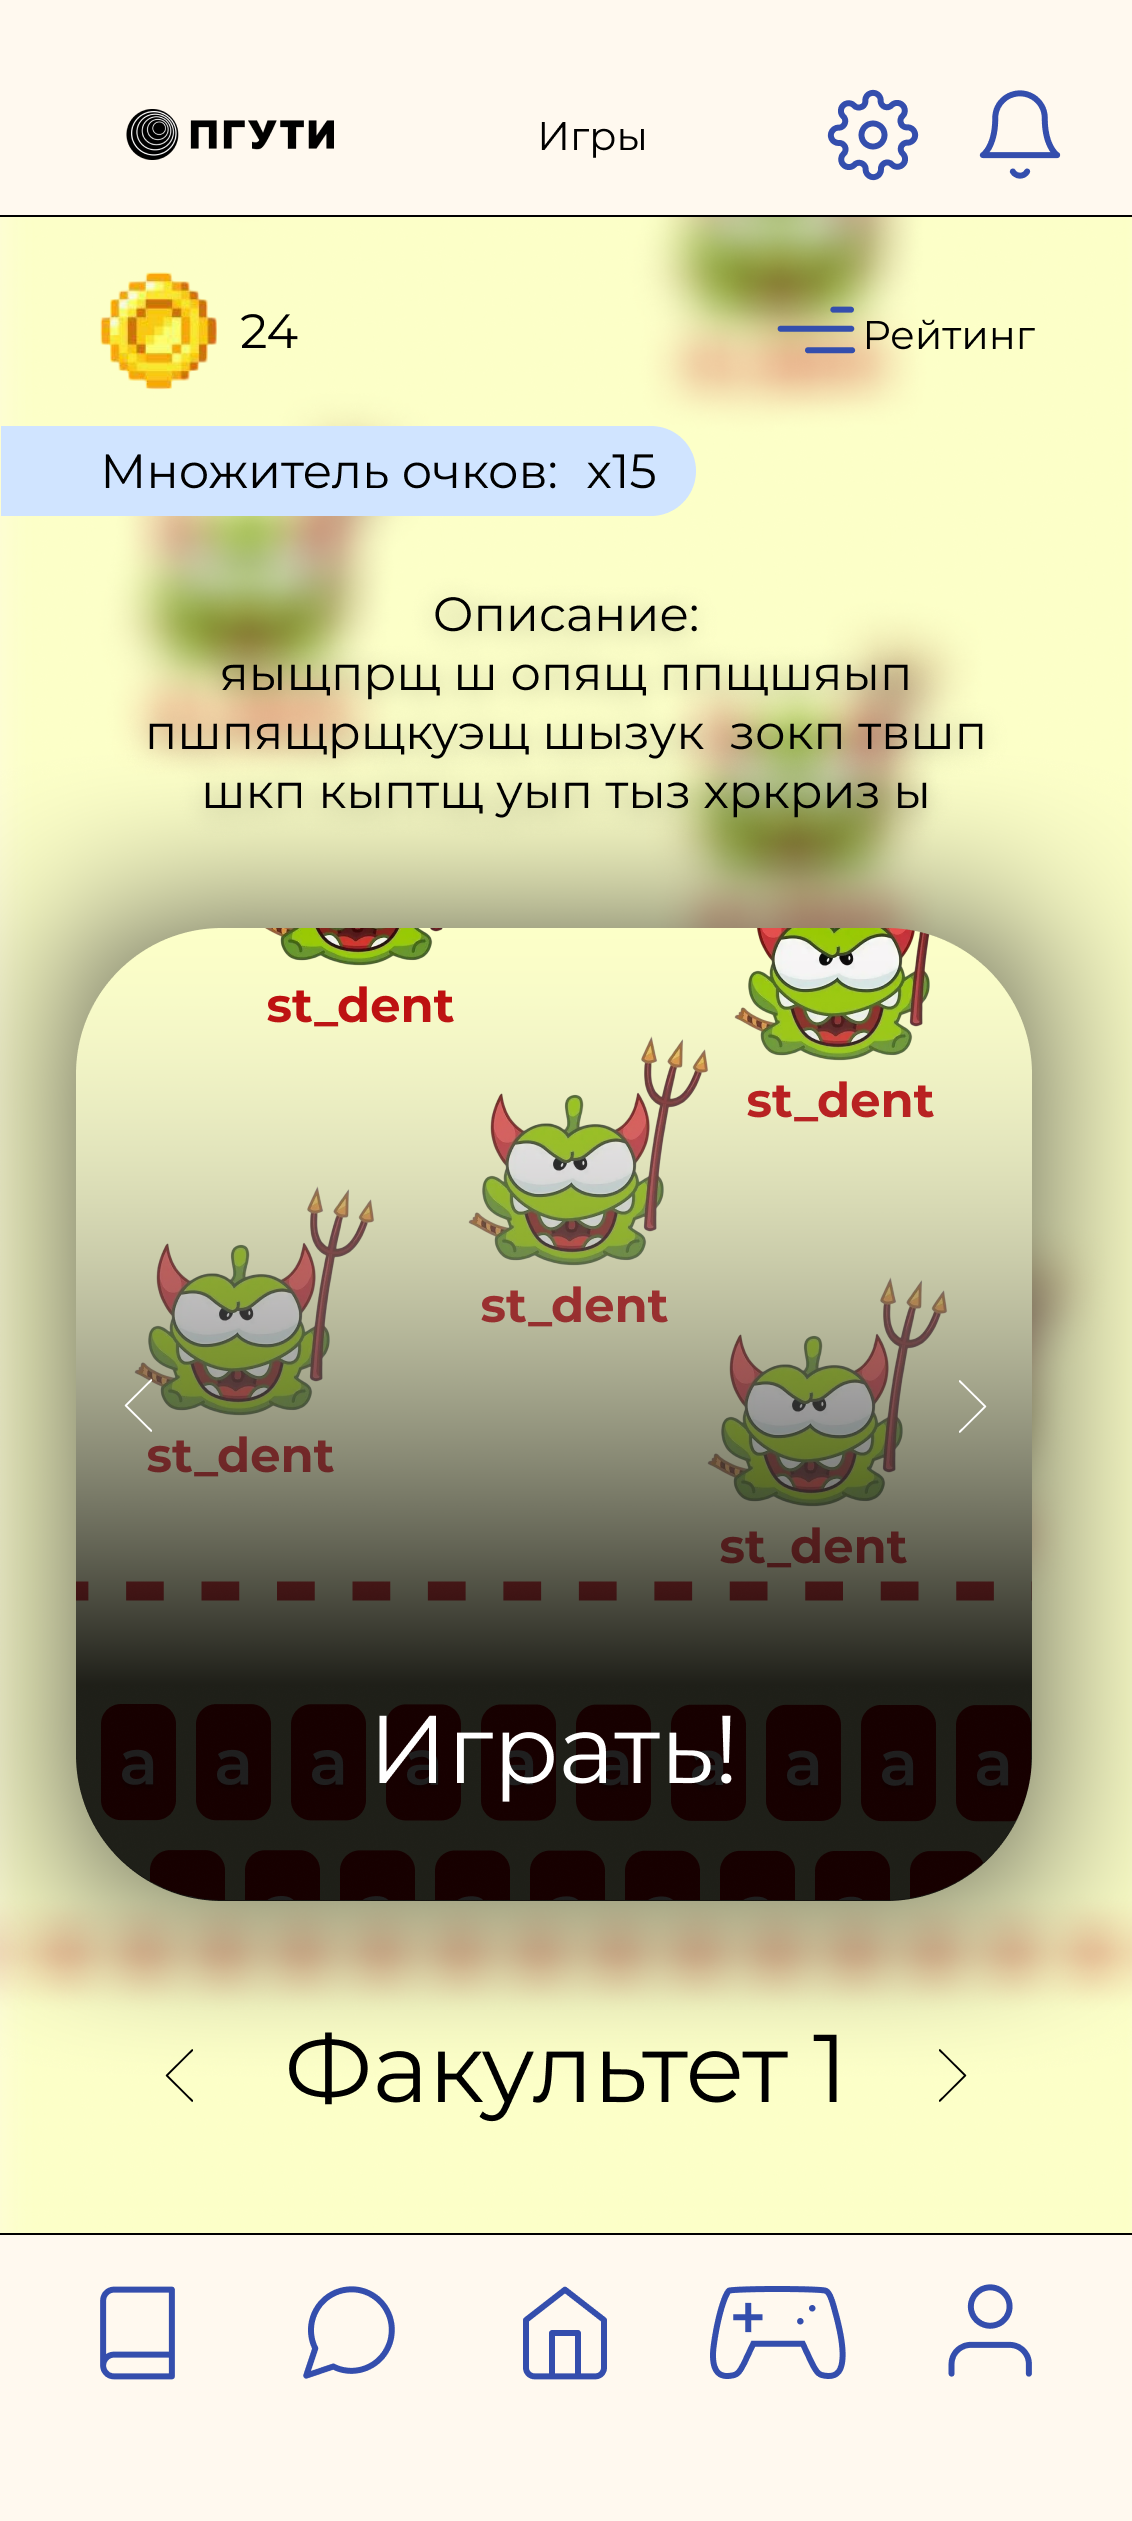 ПГУТИ
Игры
24
Рейтинг
Множитель очков: x15
Описание:
яыщпрщ ш опящ ппщшяып
пшпящрщкуэщ шызук зокп твшп
шкп кыптщ уып тыз хркриз ы
st_dent
st_dent
st_dent
st_dent
st_dent
а а а а а а а а а а
Играть!
Факультет 1